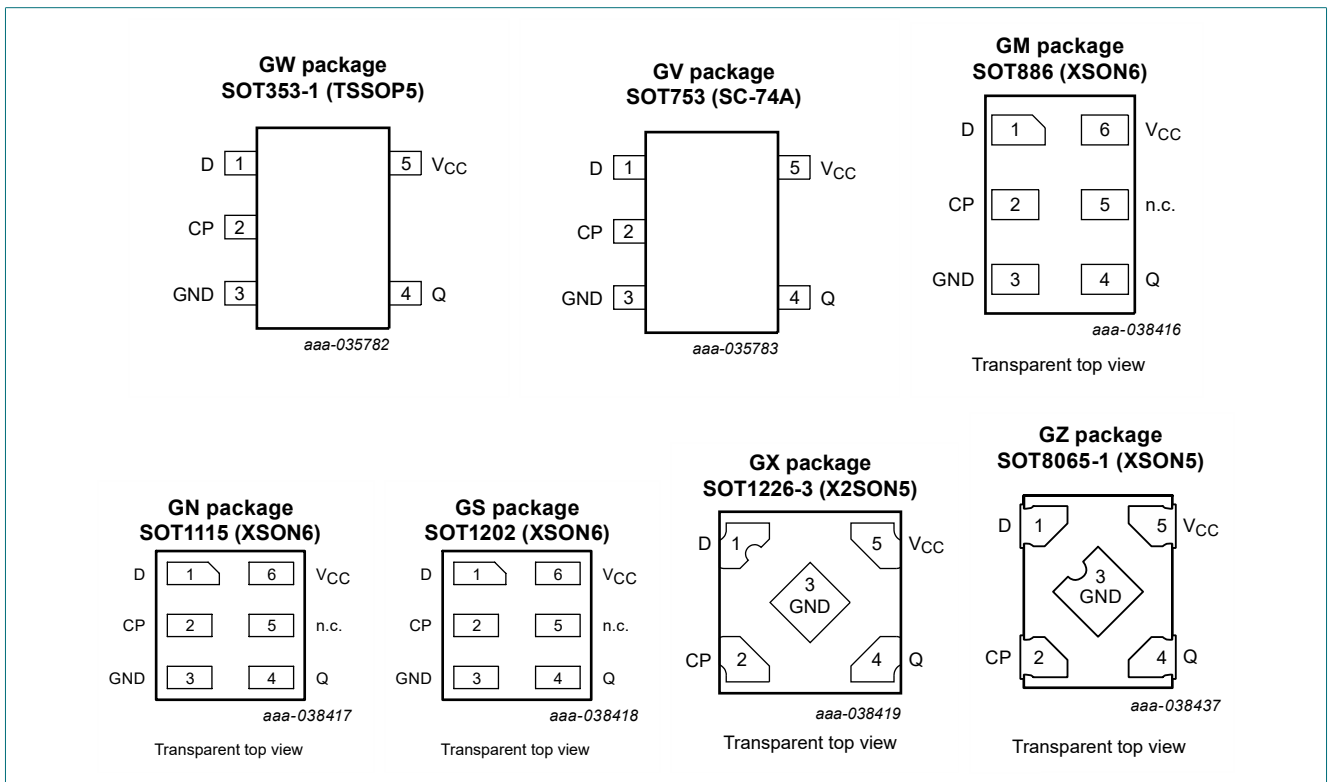 GW package
SOT353-1 (TSSOP5)
D 1 5 VCC
CP 2
GND 3 4 Q
aaa-035782
GV package
SOT753 (SC-74A)
D 1 5 VCC
CP 2
GND 3 4 Q
aaa-035783
GM package
SOT886 (XSON6)
D 1 6 VCC
CP 2 5 n.c.
GND 3 4 Q
aaa-038416
Transparent top view
GN package
SOT1115 (XSON6)
D 1 6 VCC
CP 2 5 n.c.
GND 3 4 Q
aaa-038417
Transparent top view
GS package
SOT1202 (XSON6)
D 1 6 VCC
CP 2 5 n.c.
GND 3 4 Q
aaa-038418
Transparent top view
GX package
SOT1226-3 (X2SON5)
D 1 5 VCC
3
GND
CP 2 4 Q
aaa-038419
Transparent top view
GZ package
SOT8065-1 (XSON5)
D 1 5 VCC
3
GND
CP 2 4 Q
aaa-038437
Transparent top view